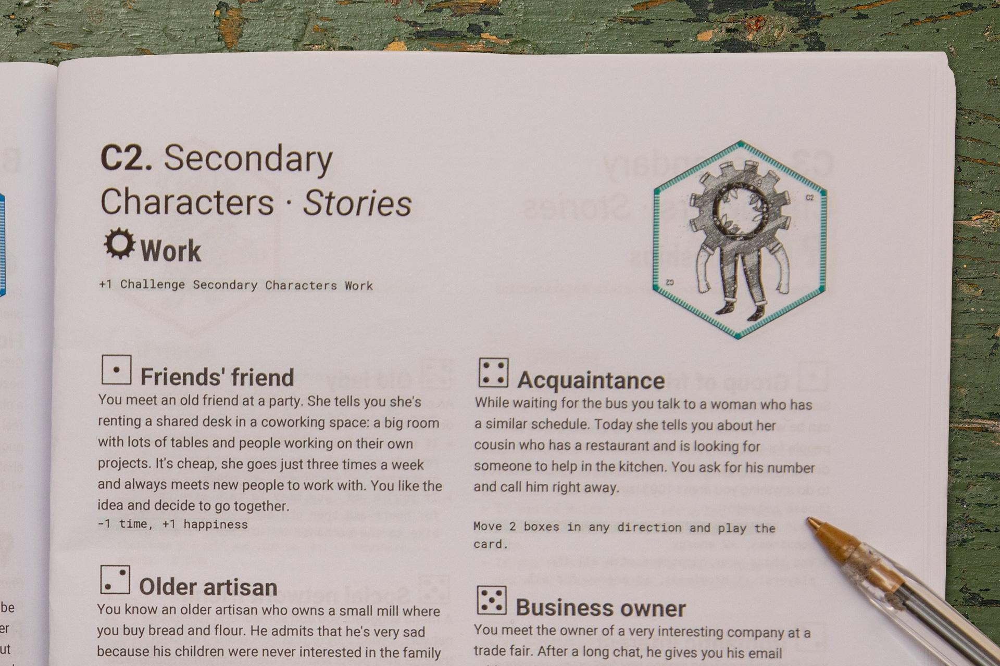 C2. Secondary
Characters · Stories
Work
+1 Challenge Secondary Characters Work
C2
C2
Friends' friend
You meet an old friend at a party. She tells you she's
renting a shared desk in a coworking space: a big room
with lots of tables and people working on their own
projects. It's cheap, she goes just three times a week
and always meets new people to work with. You like the
idea and decide to go together.
-1 time, +1 happiness
Older artisan
You know an older artisan who owns a small mill where
you buy bread and flour. He admits that he's very sad
because his children were never interested in the family
Acquaintance
While waiting for the bus you talk to a woman who has
a similar schedule. Today she tells you about her
cousin who has a restaurant and is looking for
someone to help in the kitchen. You ask for his number
and call him right away.
Move 2 boxes in any direction and play the
card.
Business owner
You meet the owner of a very interesting company at a
trade fair. After a long chat, he gives you his email